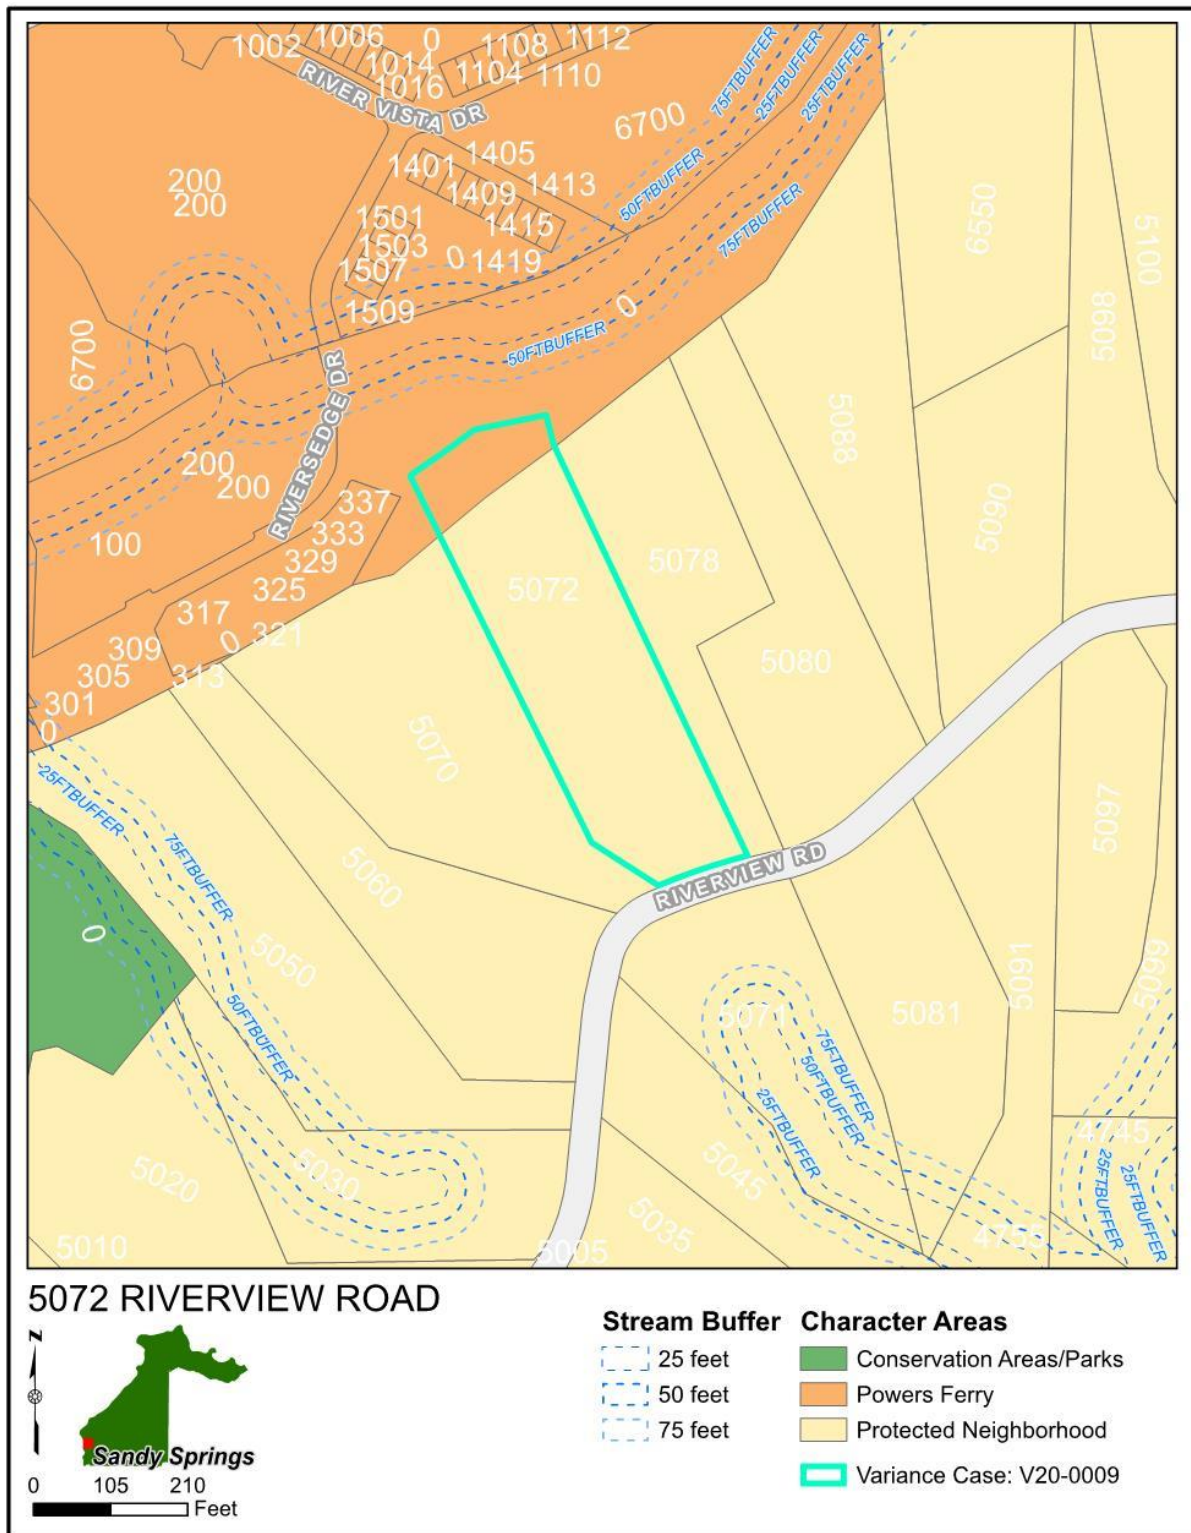 1002
1006
0
1108
1112
1014
1104
1110
1016
RIVER VISTA DR
75FTBUFFER
25FTBUFFER
25FTBUFFER
6700
1405
1401
1413
1409
1415
50FTBUFFER
75FTBUFFER
200
200
1501
1503
0
1419
1507
1509
0
6550
5100
5098
6700
50FTBUFFER
RIVERSEDGE DR
5088
200
200
337
333
329
325
100
5090
5072
5078
317
321
309
0
305
313
301
0
5080
5070
25FTBUFFER
75FTBUFFER
5097
RIVERVIEW RD
5060
0
5050
50FTBUFFER
5071
5081
5091
5099
75FTBUFFER
50FTBUFFER
25FTBUFFER
4745
25FTBUFFER
25FTBUFFER
5020
5030
5045
5035
5010
5005
4755
5072 RIVERVIEW ROAD
N
Sandy Springs
0 105 210
Feet
Stream Buffer
25 feet
50 feet
75 feet
Character Areas
Conservation Areas/Parks
Powers Ferry
Protected Neighborhood
Variance Case: V20-0009